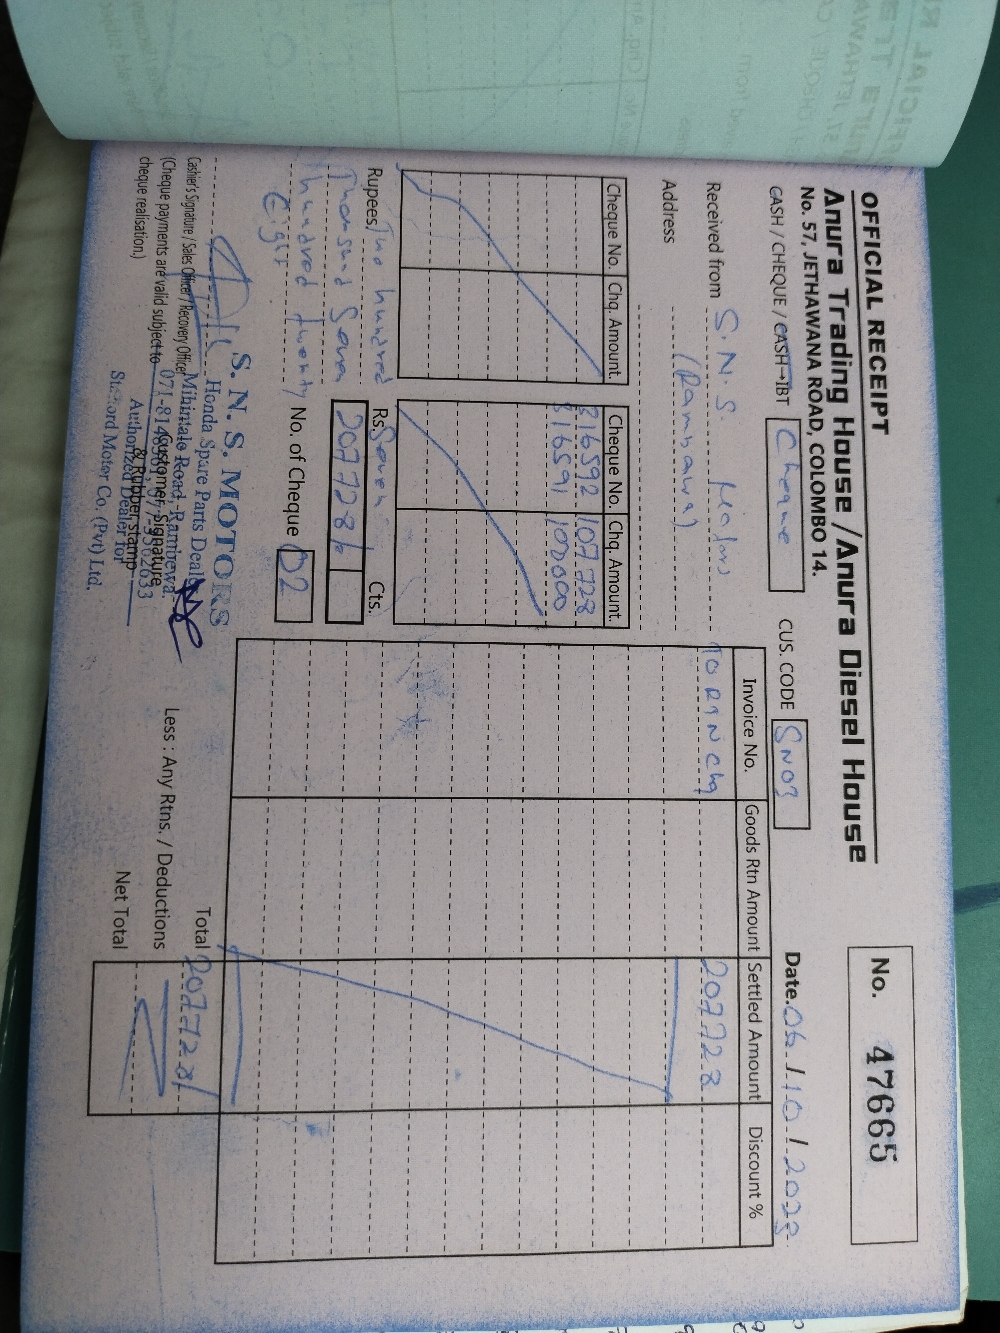 OFFICIAL RECEIPT
Anura Trading House / Anura Diesel House
No. 57, JETHAWANA ROAD, COLOMBO 14.
No. 47665
CASH / CHEQUE / CASH→IBT Cheque
CUS. CODE SN03
Date. 06 / 10 / 2023
Received from S. N. S. Motors
Address (Rambawa)
Cheque No. Chq. Amount.
Cheque No. Chq. Amount.
316592 107728
316591 100000
Rupees Two hundred
Thousand Seven
hundred twenty
Eight
Rs. Seven Cts.
207728/=
No. of Cheque 02
Invoice No. Goods Rtn Amount Settled Amount Discount %
207728
Total 207728/
Less : Any Rtns. / Deductions
Net Total
Cashier's Signature / Sales Officer / Recovery Officer
(Cheque payments are valid subject to
cheque realisation.)
Customer Signature
& Rubber stamp
S. N. S. MOTORS
Honda Spare Parts Deal
Mihintale Road, Rambewa.
Authorized Dealer for
Stafford Motor Co. (Pvt) Ltd.